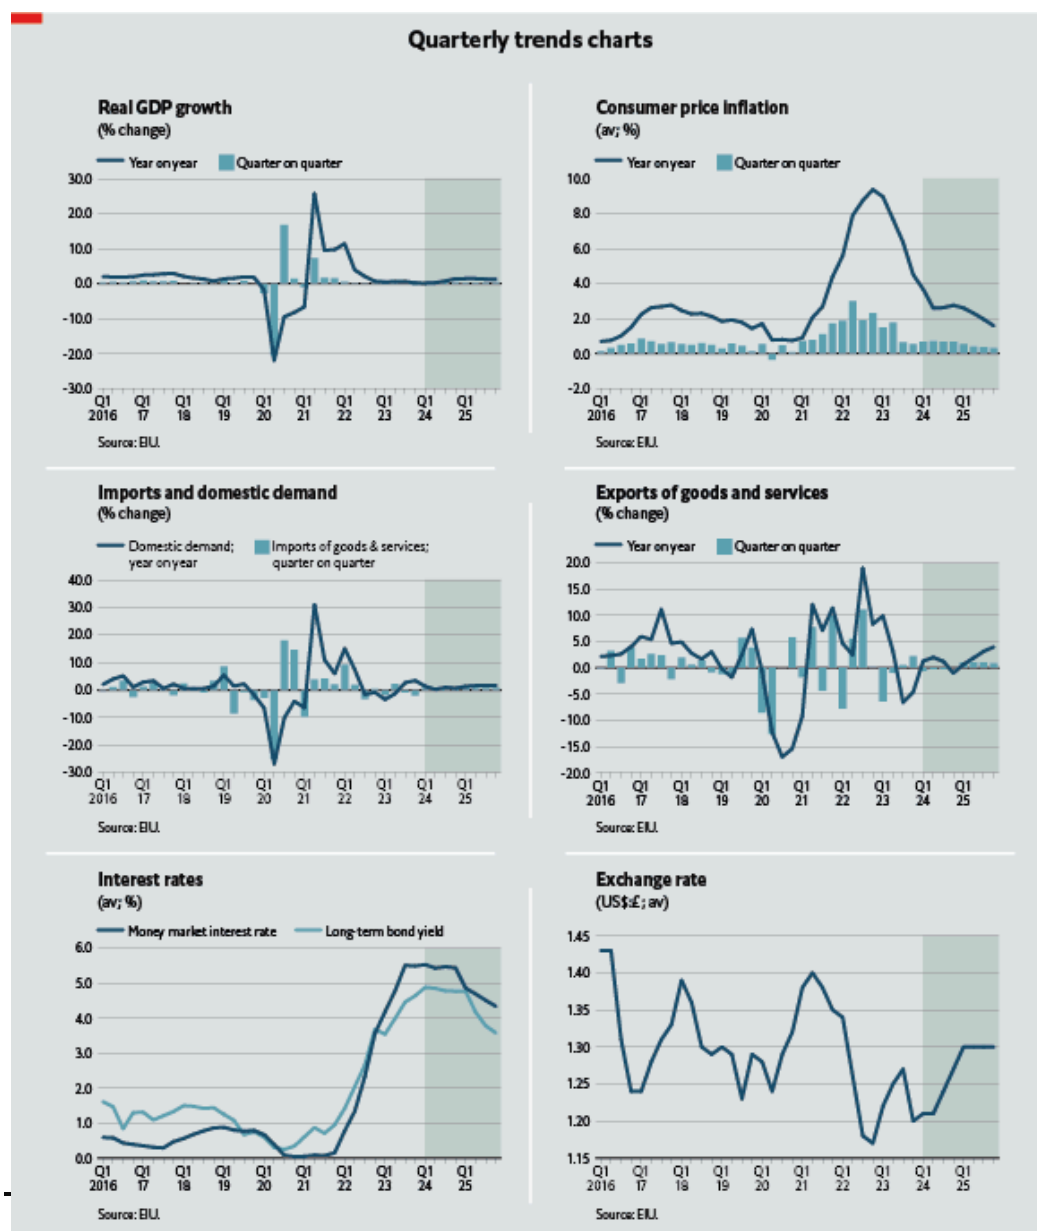 Quarterly trends charts
Real GDP growth
(% change)
Year on year
Quarter on quarter
30.0
20.0
10.0
0.0
-10.0
-20.0
-30.0
Q1 Q1 Q1 Q1 Q1 Q1 Q1 Q1 Q1 Q1
2016 17 18 19 20 21 22 23 24 25
Source: EIU.
Consumer price inflation
(av; %)
Year on year
Quarter on quarter
10.0
8.0
6.0
4.0
2.0
0.0
-2.0
Q1 Q1 Q1 Q1 Q1 Q1 Q1 Q1 Q1 Q1
2016 17 18 19 20 21 22 23 24 25
Source: EIU.
Imports and domestic demand
(% change)
Domestic demand;
year on year
Imports of goods & services;
quarter on quarter
40.0
30.0
20.0
10.0
0.0
-10.0
-20.0
-30.0
Q1 Q1 Q1 Q1 Q1 Q1 Q1 Q1 Q1 Q1
2016 17 18 19 20 21 22 23 24 25
Source: EIU.
Exports of goods and services
(% change)
Year on year
Quarter on quarter
20.0
15.0
10.0
5.0
0.0
-5.0
-10.0
-15.0
-20.0
Q1 Q1 Q1 Q1 Q1 Q1 Q1 Q1 Q1 Q1
2016 17 18 19 20 21 22 23 24 25
Source: EIU.
Interest rates
(av; %)
Money market interest rate
Long-term bond yield
6.0
5.0
4.0
3.0
2.0
1.0
0.0
Q1 Q1 Q1 Q1 Q1 Q1 Q1 Q1 Q1 Q1
2016 17 18 19 20 21 22 23 24 25
Source: EIU.
Exchange rate
(US$:£; av)
1.45
1.40
1.35
1.30
1.25
1.20
1.15
Q1 Q1 Q1 Q1 Q1 Q1 Q1 Q1 Q1 Q1
2016 17 18 19 20 21 22 23 24 25
Source: EIU.